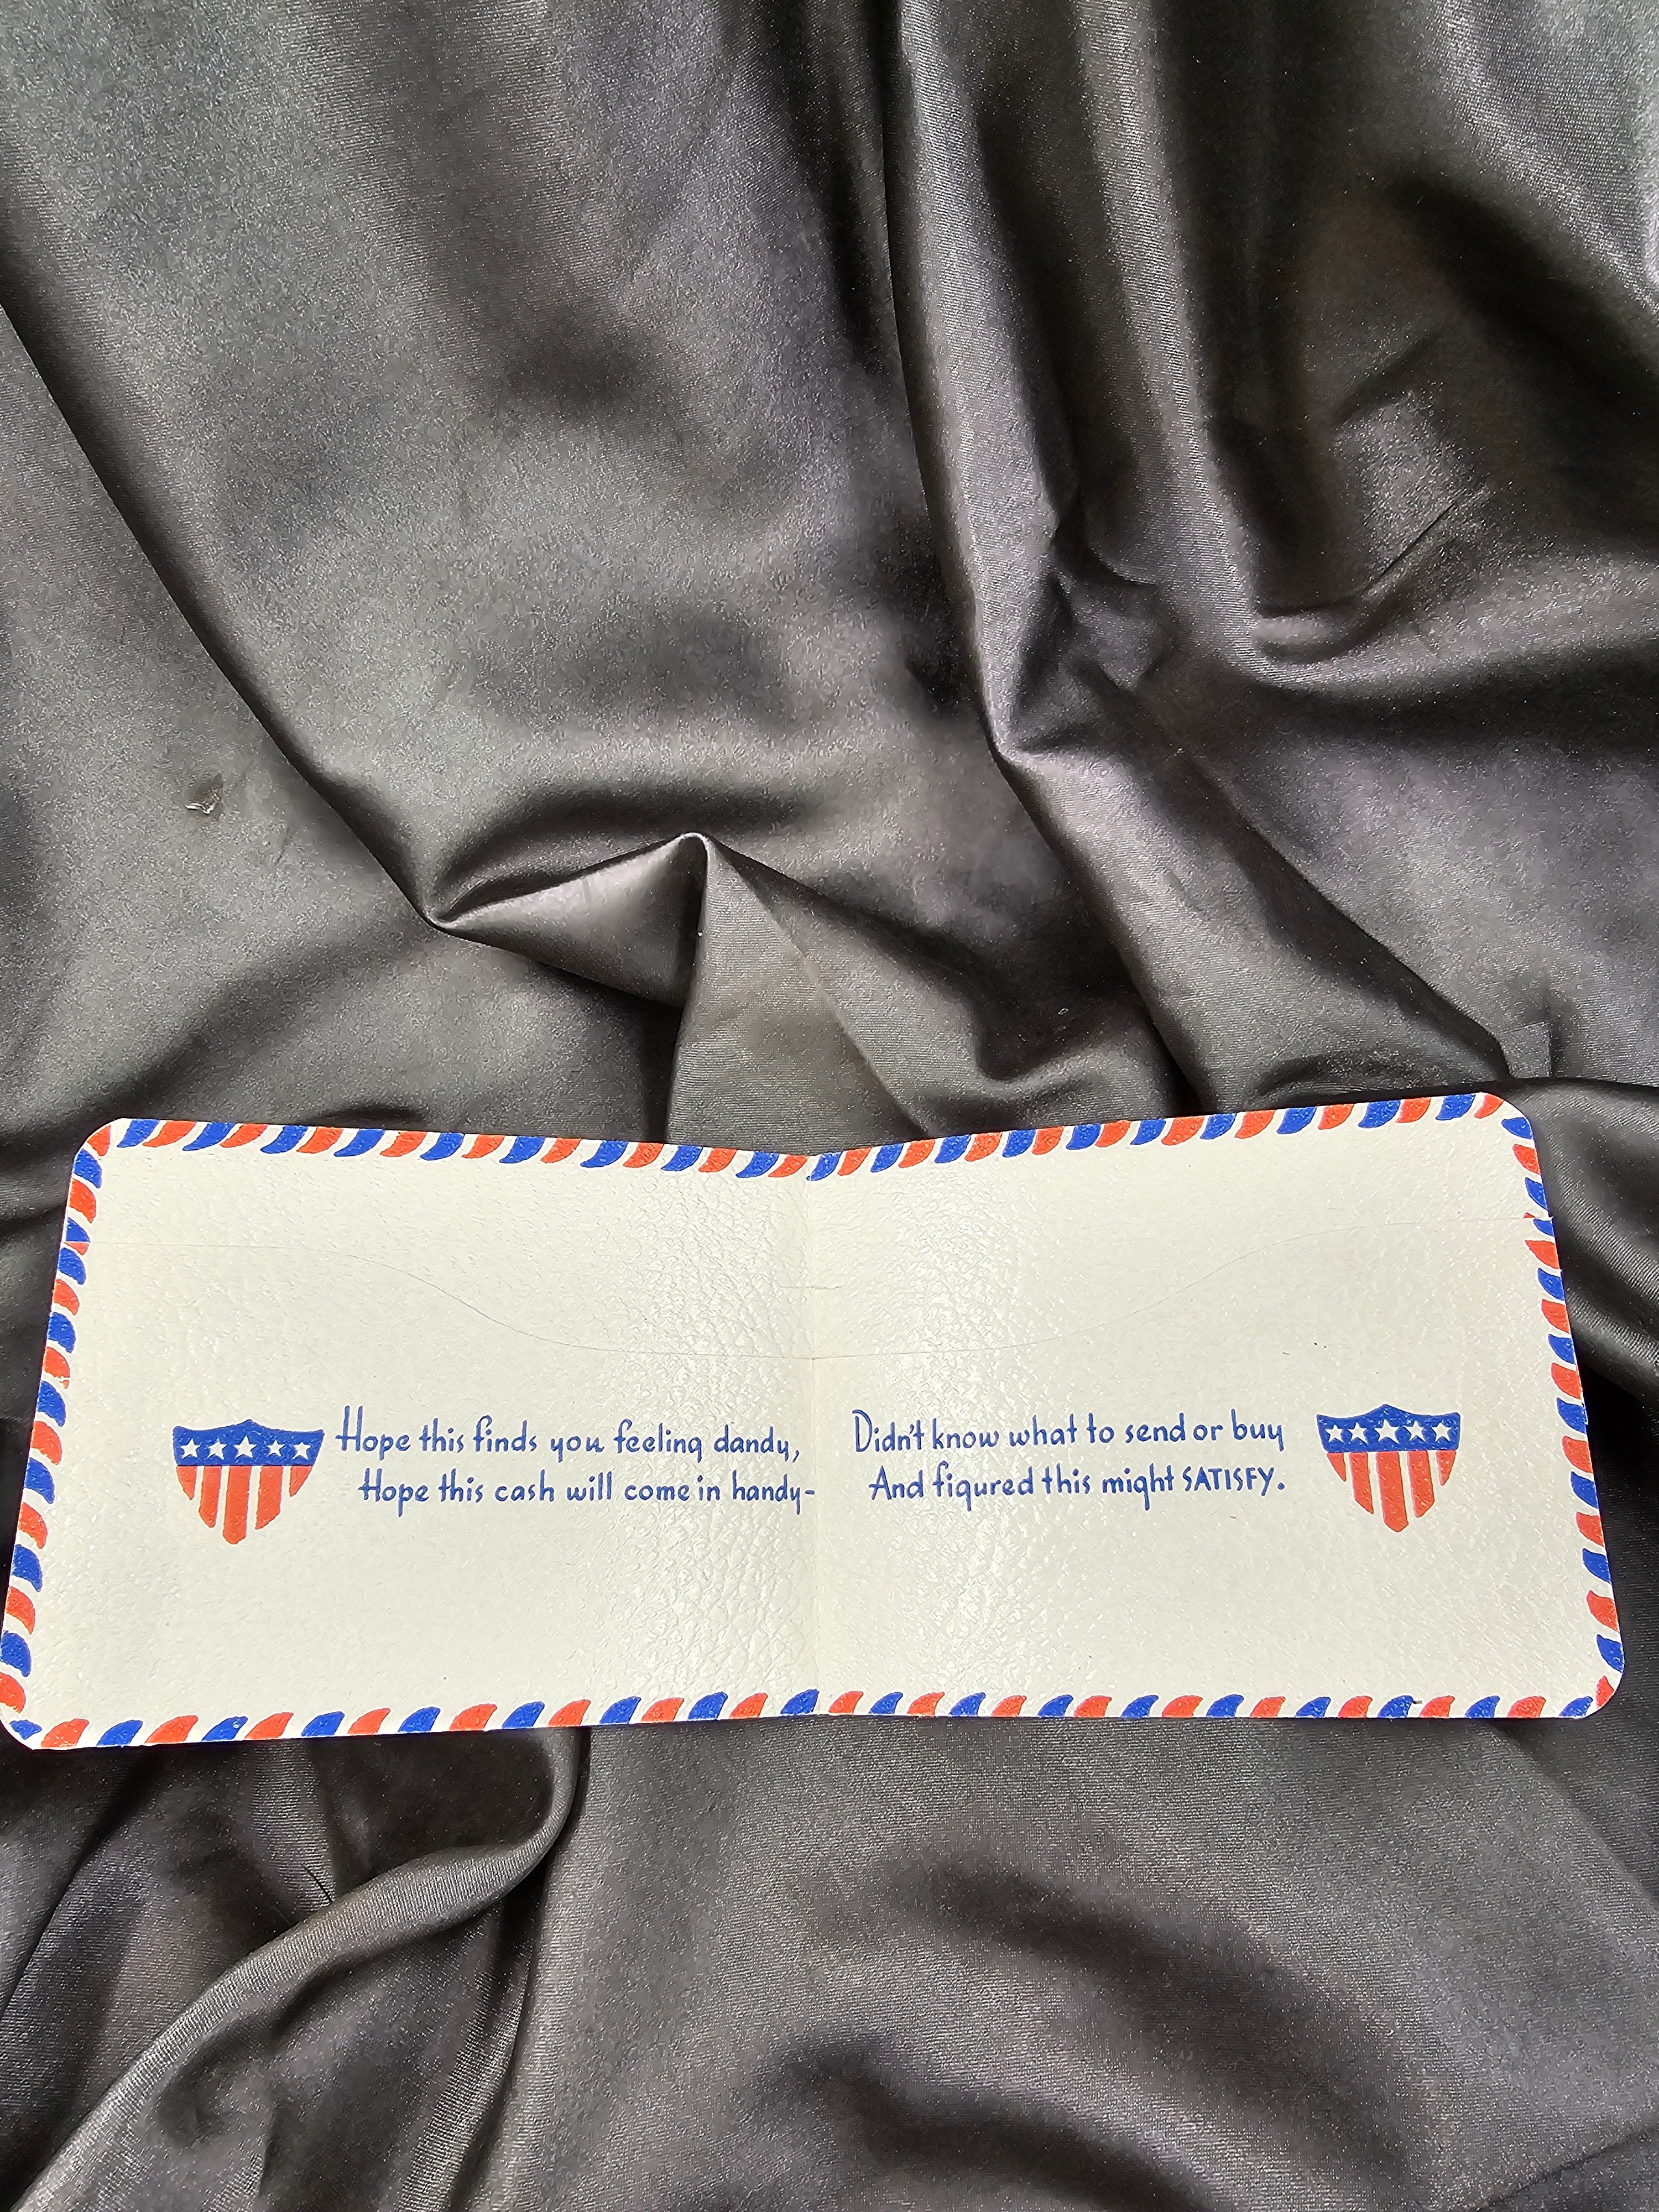 Hope this finds you feeling dandy,
Hope this cash will come in handy-
Didn't know what to send or buy
And figured this might SATISFY.